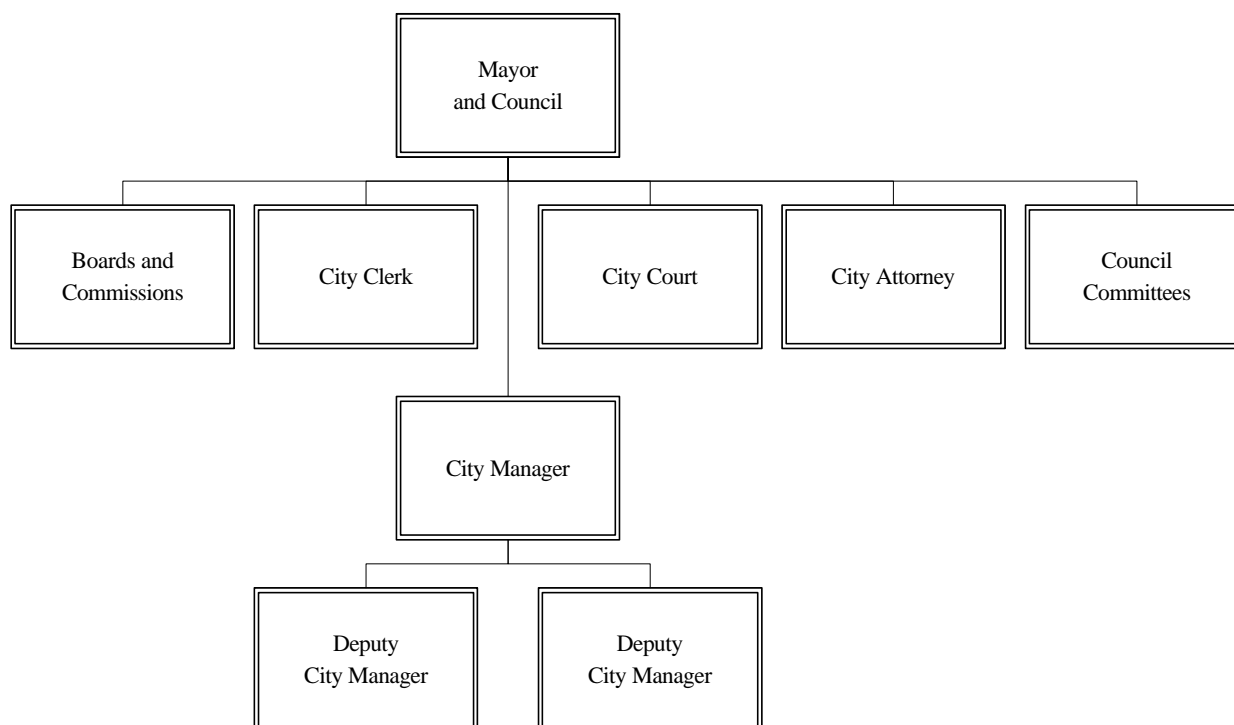 Mayor
and Council
Boards and
Commissions
City Clerk
City Court
City Attorney
Council
Committees
City Manager
Deputy
City Manager
Deputy
City Manager